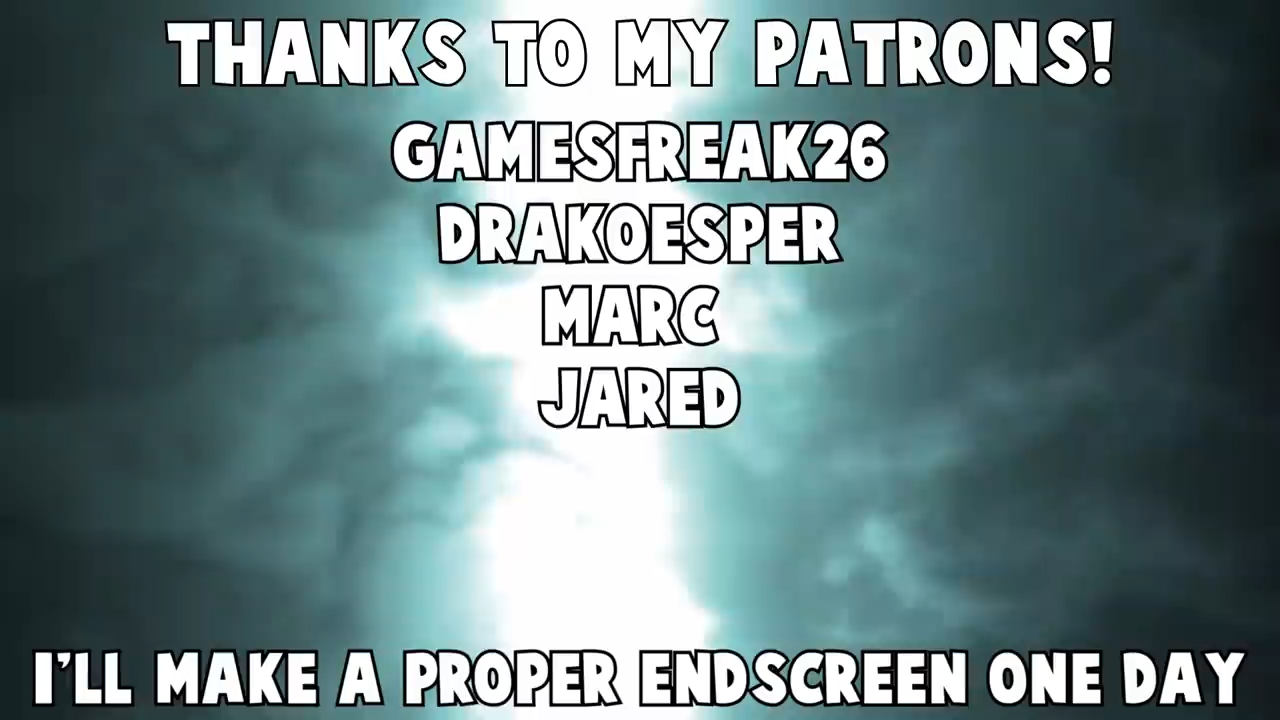 THANKS TO MY PATRONS!
GAMESFREAK26
DRAKOESPER
MARC
JARED
I'LL MAKE A PROPER ENDSCREEN ONE DAY